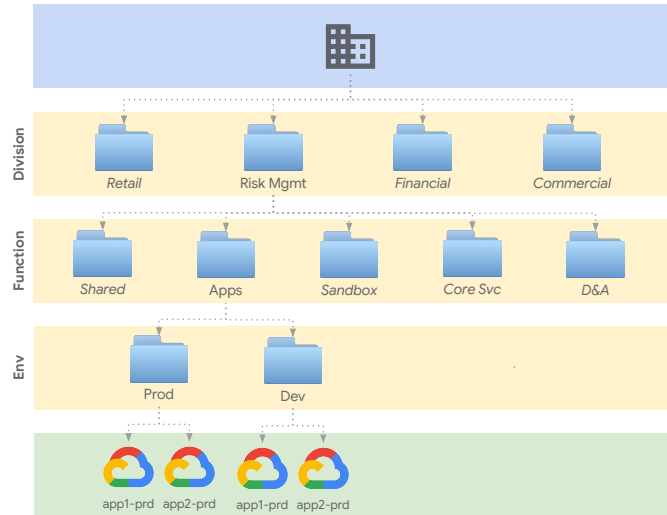 Division
Retail
Risk Mgmt
Financial
Commercial
Function
Shared
Apps
Sandbox
Core Svc
D&A
Env
Prod
Dev
app1-prd
app2-prd
app1-prd
app2-prd